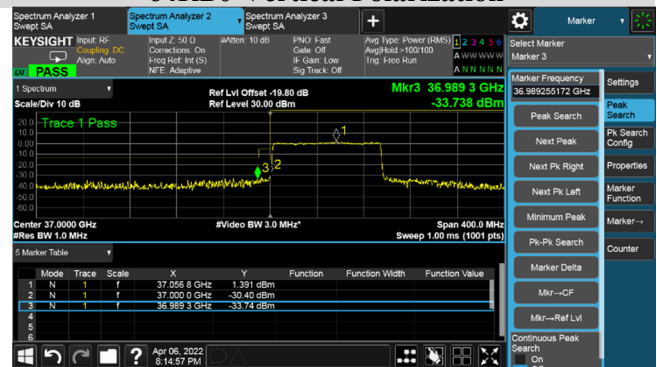 Spectrum Analyzer 1
Swept SA
Spectrum Analyzer 2
Swept SA
Spectrum Analyzer 3
Swept SA
Marker
KEYSIGHT
Input: RF
Coupling: DC
Align: Auto
Input Z: 50 Ω
Corrections: On
Freq Ref: Int (S)
NFE: Adaptive
#Atten: 10 dB
PNO: Fast
Gate: Off
IF Gain: Low
Sig Track: Off
Avg Type: Power (RMS)
Avg|Hold:>100/100
Trig: Free Run
1 2 3 4 5 6
A W W W W W
A N N N N N
PASS
Select Marker
Marker 3
1 Spectrum
Scale/Div 10 dB
Ref Lvl Offset -19.80 dB
Ref Level 30.00 dBm
Mkr3 36.989 3 GHz
-33.738 dBm
Trace 1 Pass
20.0
10.0
0.00
-10.0
-20.0
-30.0
-40.0
-50.0
-60.0
1
2
3
Center 37.0000 GHz
#Res BW 1.0 MHz
#Video BW 3.0 MHz*
Span 400.0 MHz
Sweep 1.00 ms (1001 pts)
5 Marker Table
Mode Trace Scale X Y Function Function Width Function Value
1 N 1 f 37.056 8 GHz 1.391 dBm
2 N 1 f 37.000 0 GHz -30.40 dBm
3 N 1 f 36.989 3 GHz -33.74 dBm
4
5
6
Marker Frequency
36.989255172 GHz
Peak Search
Next Peak
Next Pk Right
Next Pk Left
Minimum Peak
Pk-Pk Search
Marker Delta
Mkr→CF
Mkr→Ref Lvl
Continuous Peak
Search
On
Settings
Peak
Search
Pk Search
Config
Properties
Marker
Function
Marker→
Counter
Apr 06, 2022
8:14:57 PM